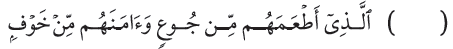 (      ) ٱلَّذِىٓ أَطۡعَمَهُم مِّن جُوعٍ وَءَامَنَهُم مِّنۡ خَوۡفٍۭ